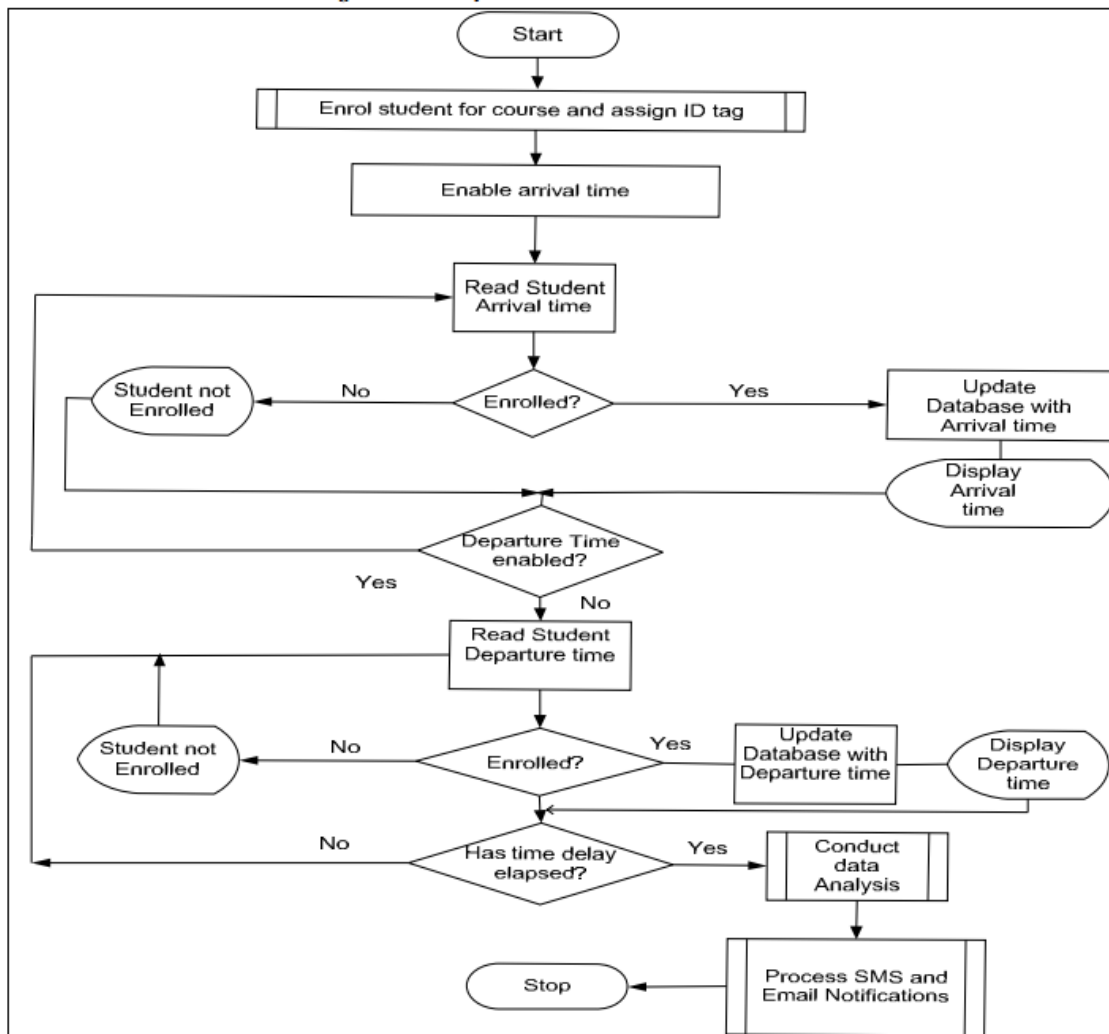 Start
Enrol student for course and assign ID tag
Enable arrival time
Read Student
Arrival time
Student not
Enrolled
No
Enrolled?
Yes
Update
Database with
Arrival time
Display
Arrival
time
Departure Time
enabled?
Yes
No
Read Student
Departure time
Student not
Enrolled
No
Enrolled?
Yes
Update
Database with
Departure time
Display
Departure
time
No
Has time delay
elapsed?
Yes
Conduct
data
Analysis
Stop
Process SMS and
Email Notifications